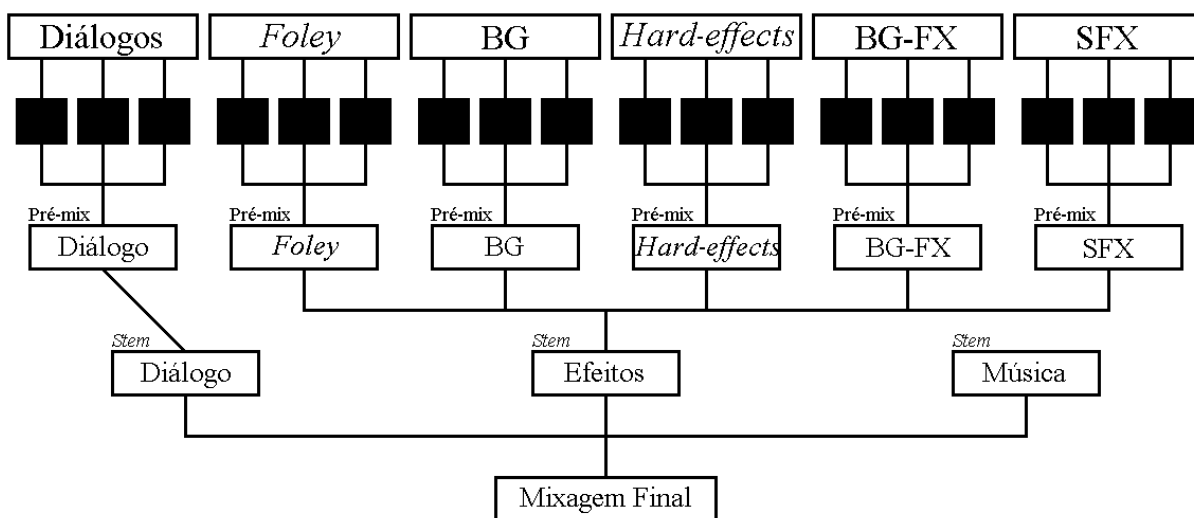 Diálogos
Foley
BG
Hard-effects
BG-FX
SFX
Pré-mix
Pré-mix
Pré-mix
Pré-mix
Pré-mix
Pré-mix
Diálogo
Foley
BG
Hard-effects
BG-FX
SFX
Stem
Stem
Stem
Diálogo
Efeitos
Música
Mixagem Final